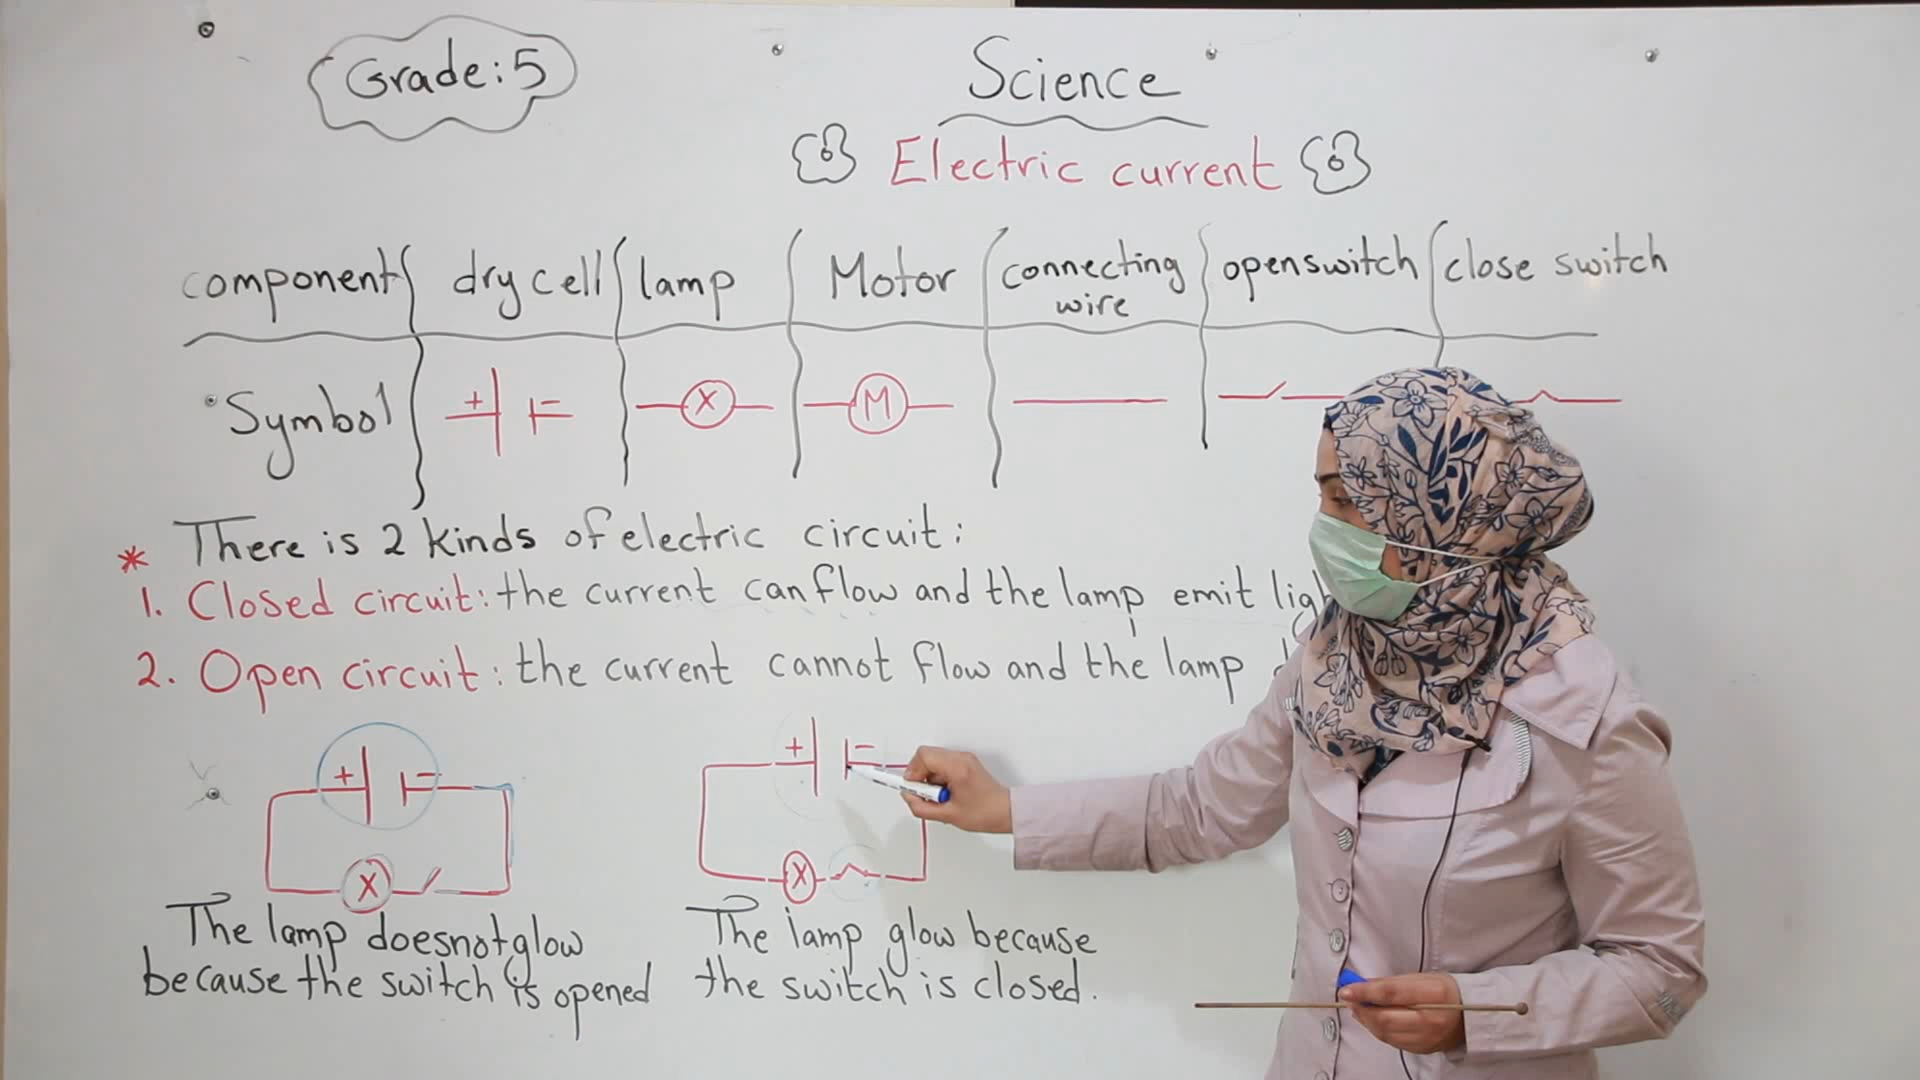 Grade: 5
Science
Electric current
component dry cell lamp Motor connecting wire open switch close switch
Symbol + - X M
* There is 2 kinds of electric circuit:
1. Closed circuit: the current can flow and the lamp emit
2. Open circuit: the current cannot flow and the lamp
+ -
X
The lamp doesnot glow
because the switch is opened
+ -
X
The lamp glow because
the switch is closed.